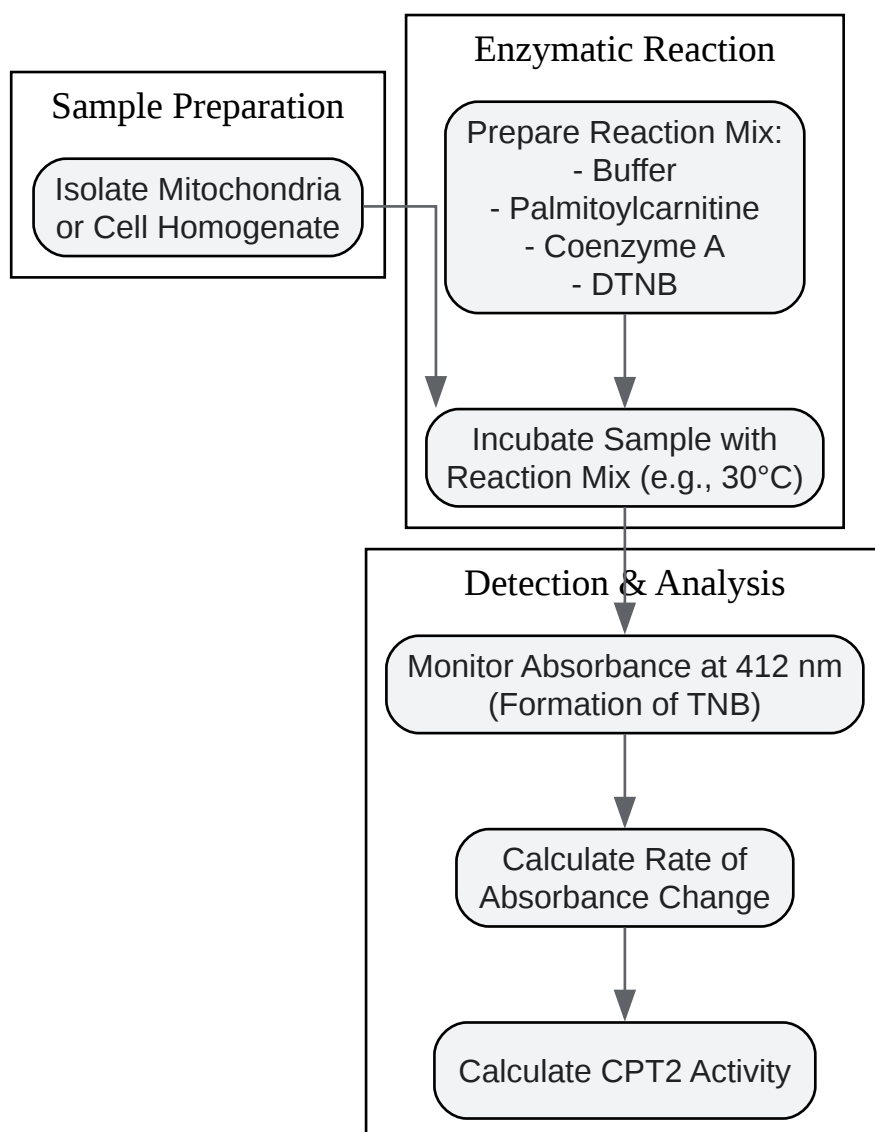 Sample Preparation
Isolate Mitochondria
or Cell Homogenate
Enzymatic Reaction
Prepare Reaction Mix:
- Buffer
- Palmitoylcarnitine
- Coenzyme A
- DTNB
Incubate Sample with
Reaction Mix (e.g., 30°C)
Detection & Analysis
Monitor Absorbance at 412 nm
(Formation of TNB)
Calculate Rate of
Absorbance Change
Calculate CPT2 Activity